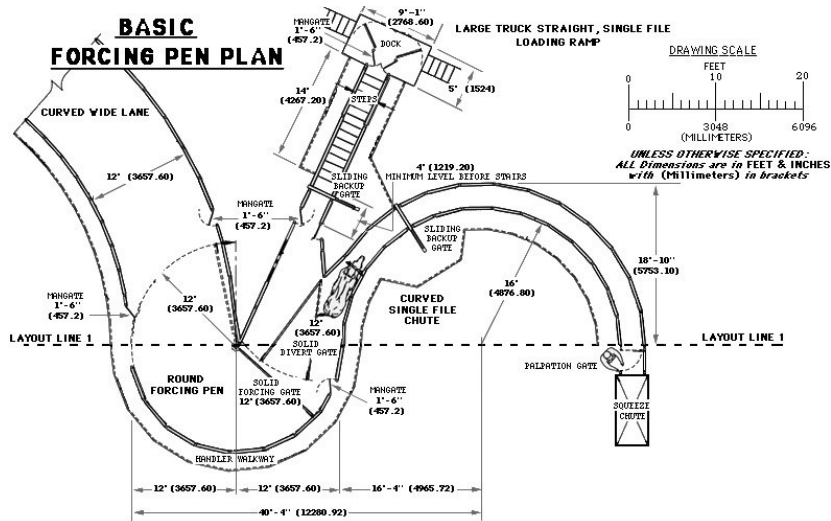 BASIC
FORCING PEN PLAN
MANGATE
1'-6"
(457.2)
9'-1"
(2768.60)
DOCK
LARGE TRUCK STRAIGHT, SINGLE FILE
LOADING RAMP
5' (1524)
14'
(4267.20)
STEPS
DRAWING SCALE
FEET
0 10 20
0 3048 6096
(MILLIMETERS)
UNLESS OTHERWISE SPECIFIED:
ALL Dimensions are in FEET & INCHES
with (Millimeters) in brackets
CURVED WIDE LANE
12'
(3657.60)
SLIDING
BACKUP
GATE
4' (1219.20)
MINIMUM LEVEL BEFORE STAIRS
MANGATE
1'-6"
(457.2)
SLIDING
BACKUP
GATE
18'-10"
(5753.10)
16'
(4876.80)
12'
(3657.60)
MANGATE
1'-6"
(457.2)
CURVED
SINGLE FILE
CHUTE
12'
(3657.60)
SOLID
DIVERT GATE
LAYOUT LINE 1
LAYOUT LINE 1
PALPATION GATE
ROUND
FORCING PEN
SOLID
FORCING GATE
12' (3657.60)
MANGATE
1'-6"
(457.2)
SQUEEZE
CHUTE
HANDLER WALKWAY
12' (3657.60)
12' (3657.60)
16'-4" (4965.72)
40'-4" (12280.92)